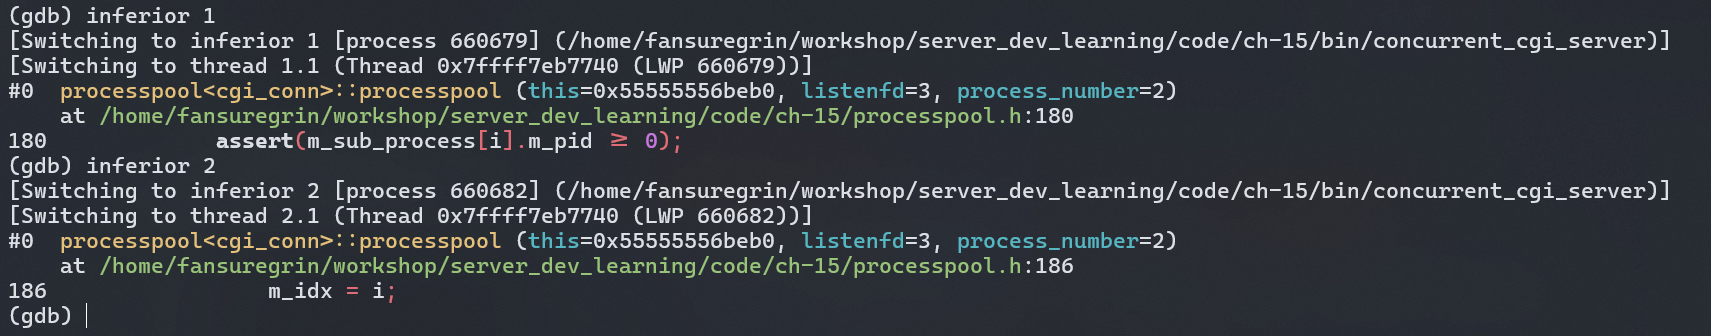 (gdb) inferior 1
[Switching to inferior 1 [process 660679] (/home/fansuregrin/workshop/server_dev_learning/code/ch-15/bin/concurrent_cgi_server)]
[Switching to thread 1.1 (Thread 0x7ffff7eb7740 (LWP 660679))]
#0  processpool<cgi_conn>::processpool (this=0x55555556beb0, listenfd=3, process_number=2)
    at /home/fansuregrin/workshop/server_dev_learning/code/ch-15/processpool.h:180
180             assert(m_sub_process[i].m_pid ≥ 0);
(gdb) inferior 2
[Switching to inferior 2 [process 660682] (/home/fansuregrin/workshop/server_dev_learning/code/ch-15/bin/concurrent_cgi_server)]
[Switching to thread 2.1 (Thread 0x7ffff7eb7740 (LWP 660682))]
#0  processpool<cgi_conn>::processpool (this=0x55555556beb0, listenfd=3, process_number=2)
    at /home/fansuregrin/workshop/server_dev_learning/code/ch-15/processpool.h:186
186                 m_idx = i;
(gdb)